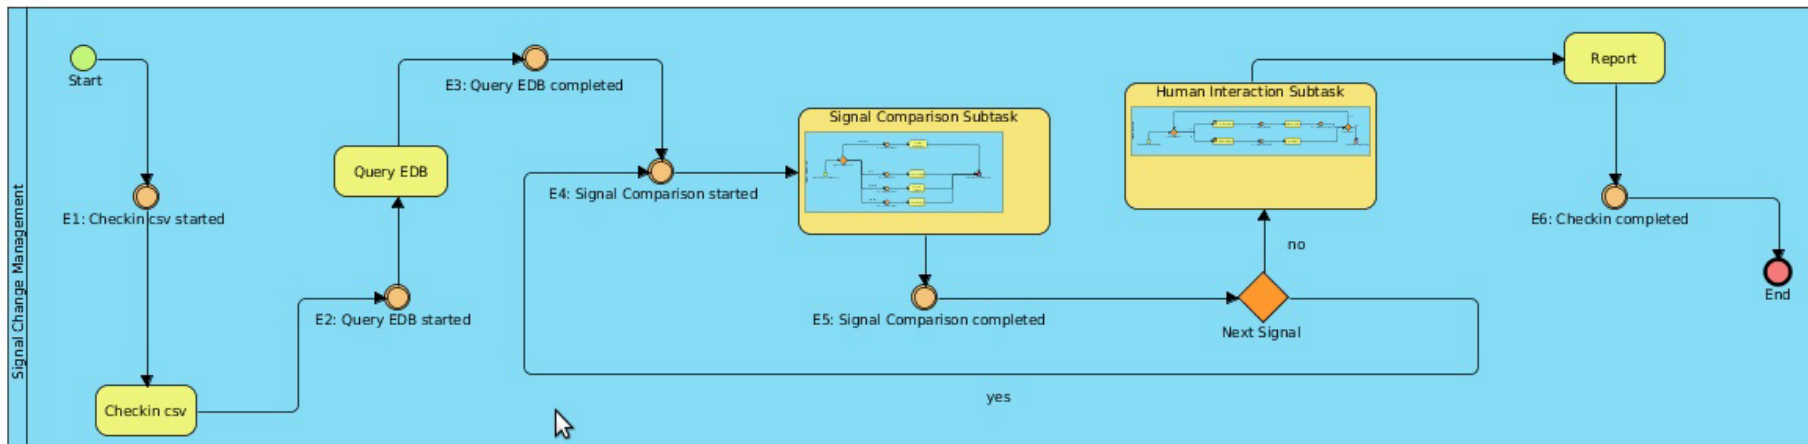 Signal Change Management
Start
E1: Checkin csv started
Checkin csv
E2: Query EDB started
Query EDB
E3: Query EDB completed
E4: Signal Comparison started
Signal Comparison Subtask
E5: Signal Comparison completed
Next Signal
yes
no
Human Interaction Subtask
Report
E6: Checkin completed
End